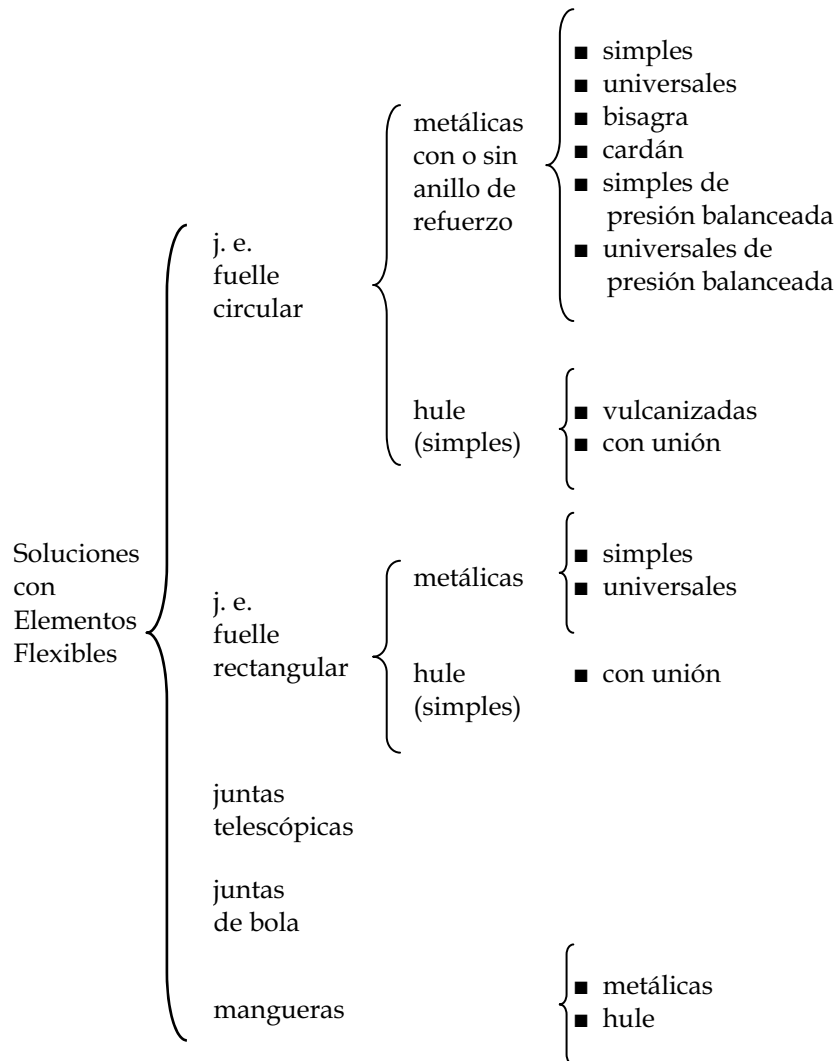 Soluciones
con
Elementos
Flexibles
j. e.
fuelle
circular
metálicas
con o sin
anillo de
refuerzo
■ simples
■ universales
■ bisagra
■ cardán
■ simples de
presión balanceada
■ universales de
presión balanceada
hule
(simples)
■ vulcanizadas
■ con unión
j. e.
fuelle
rectangular
metálicas
■ simples
■ universales
hule
(simples)
■ con unión
juntas
telescópicas
juntas
de bola
mangueras
■ metálicas
■ hule